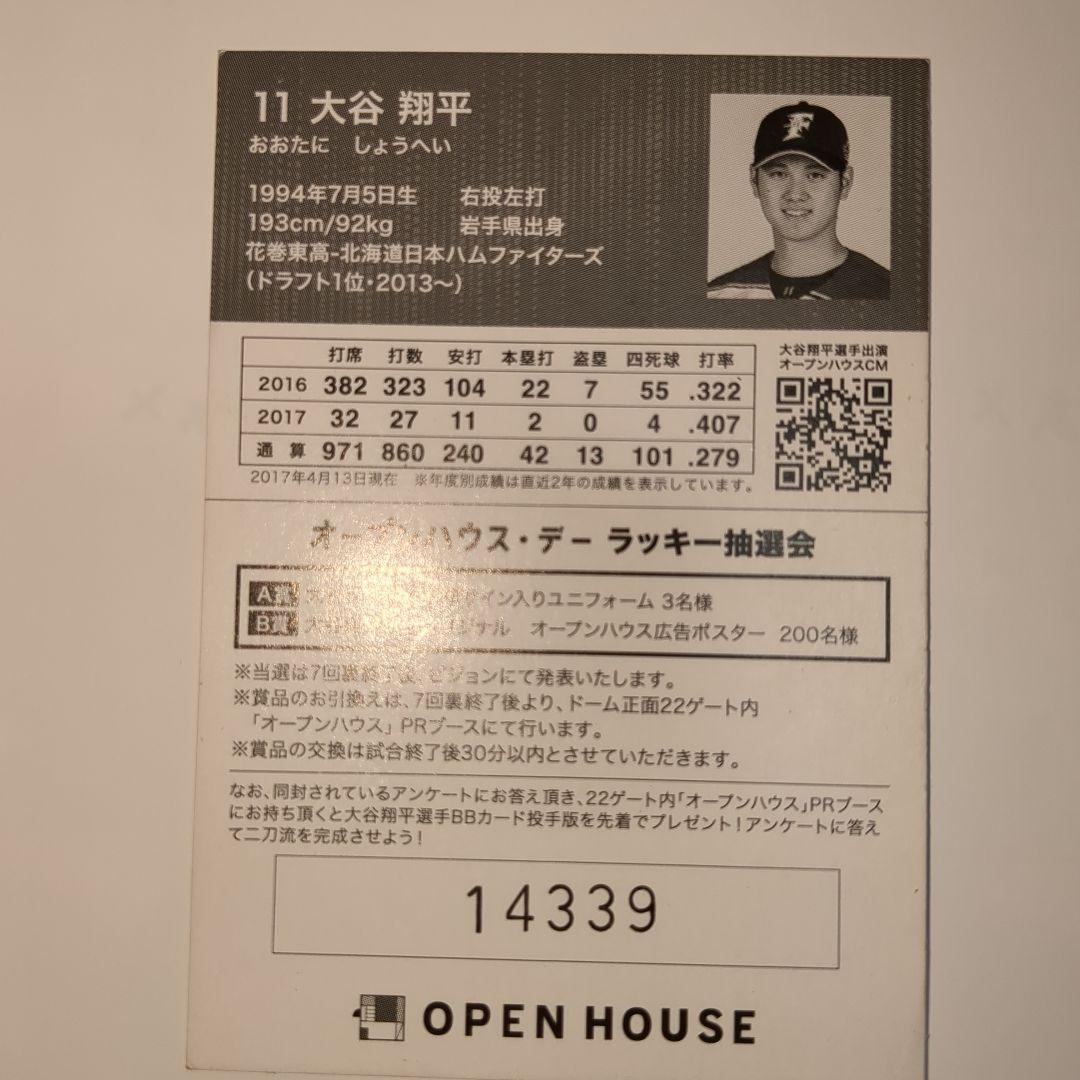 11 大谷 翔平
おおたに しょうへい
1994年7月5日生 右投左打
193cm/92kg 岩手県出身
花巻東高-北海道日本ハムファイターズ
(ドラフト1位・2013〜)
打席 打数 安打 本塁打 盗塁 四死球 打率
2016 382 323 104 22 7 55 .322
2017 32 27 11 2 0 4 .407
通算 971 860 240 42 13 101 .279
2017年4月13日現在 ※年度別成績は直近2年の成績を表示しています。
大谷翔平選手出演
オープンハウスCM
オープンハウス・デー ラッキー抽選会
A賞 サイン入りユニフォーム 3名様
B賞 オープンハウス広告ポスター 200名様
※当選は7回裏終了後、ビジョンにて発表いたします。
※賞品のお引換えは、7回裏終了後より、ドーム正面22ゲート内
「オープンハウス」PRブースにて行います。
※賞品の交換は試合終了後30分以内とさせていただきます。
なお、同封されているアンケートにお答え頂き、22ゲート内「オープンハウス」PRブース
にお持ち頂くと大谷翔平選手BBカード投手版を先着でプレゼント!アンケートに答え
て二刀流を完成させよう!
14339
OPEN HOUSE